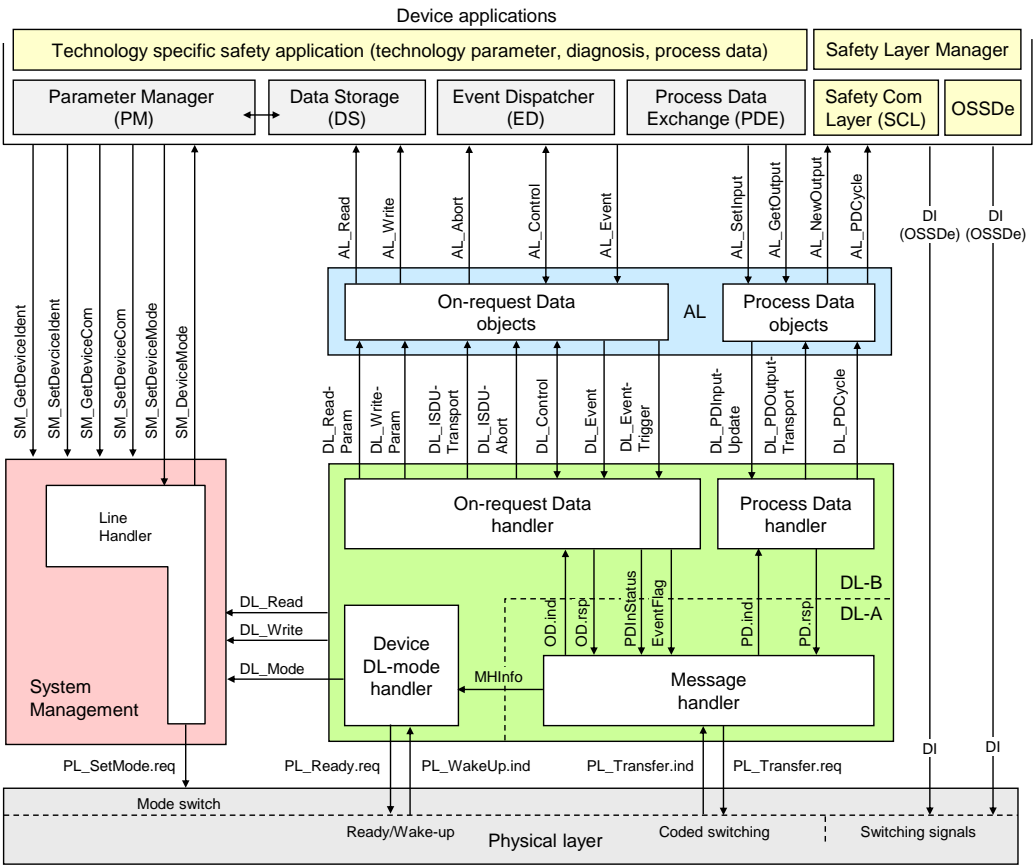 Device applications
Technology specific safety application (technology parameter, diagnosis, process data)
Safety Layer Manager
Parameter Manager
(PM)
Data Storage
(DS)
Event Dispatcher
(ED)
Process Data
Exchange (PDE)
Safety Com
Layer (SCL)
OSSDe
SM_GetDeviceIdent
SM_SetDevciceIdent
SM_GetDeviceCom
SM_SetDeviceCom
SM_SetDeviceMode
SM_DeviceMode
AL_Read
AL_Write
AL_Abort
AL_Control
AL_Event
AL_SetInput
AL_GetOutput
AL_NewOutput
AL_PDCycle
DI
(OSSDe)
DI
(OSSDe)
On-request Data
objects
AL
Process Data
objects
DL_Read-
Param
DL_Write-
Param
DL_ISDU-
Transport
DL_ISDU-
Abort
DL_Control
DL_Event
DL_Event-
Trigger
DL_PDInput-
Update
DL_PDOutput-
Transport
DL_PDCycle
Line
Handler
On-request Data
handler
Process Data
handler
DL-B
DL-A
OD.ind
OD.rsp
PDInStatus
EventFlag
PD.ind
PD.rsp
DL_Read
DL_Write
DL_Mode
Device
DL-mode
handler
MHInfo
Message
handler
System
Management
PL_SetMode.req
PL_Ready.req
PL_WakeUp.ind
PL_Transfer.ind
PL_Transfer.req
DI
DI
Mode switch
Ready/Wake-up
Physical layer
Coded switching
Switching signals